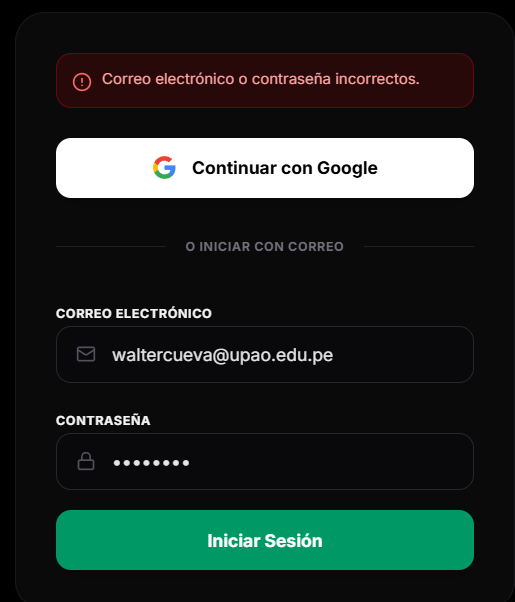 Correo electrónico o contraseña incorrectos.
Continuar con Google
O INICIAR CON CORREO
CORREO ELECTRÓNICO
waltercueva@upao.edu.pe
CONTRASEÑA
••••••••
Iniciar Sesión